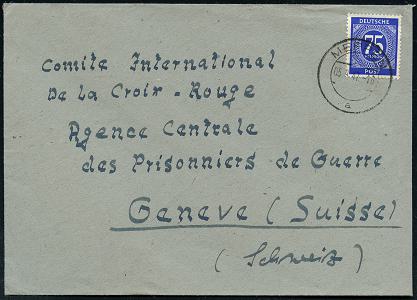 Comite International
De la Croix - Rouge
Agence Centrale
des Prisonniers de Guerre
Geneve (Suisse)
(Schweiz)
DEUTSCHE
75
POST
a